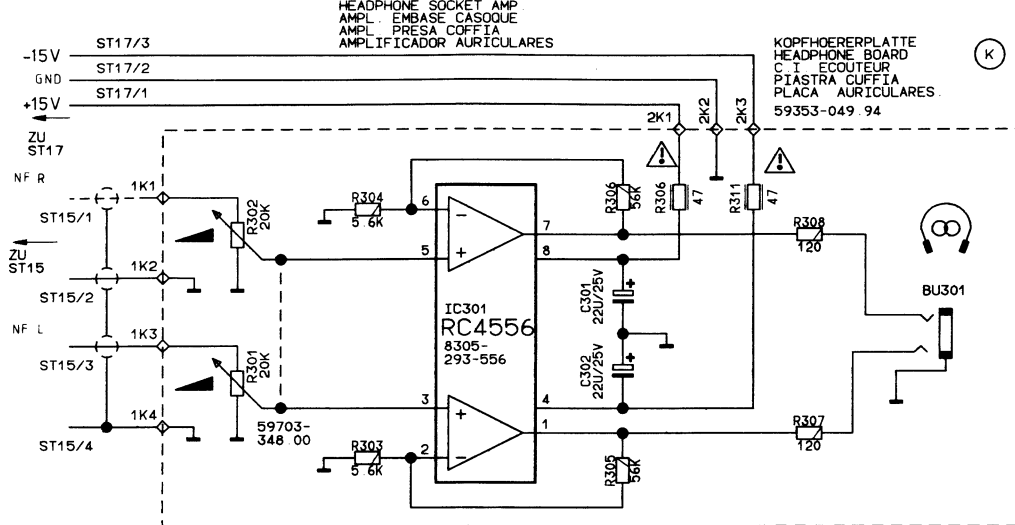 HEADPHONE SOCKET AMP.
AMPL. EMBASE CASOQUE
AMPL. PRESA COFFIA
AMPLIFICADOR AURICULARES
KOPFHOERERPLATTE
HEADPHONE BOARD
C.I. ECOUTEUR
PIASTRA CUFFIA
PLACA AURICULARES.
59353-049.94
K
-15V
ST17/3
GND
ST17/2
+15V
ST17/1
ZU
ST17
2K1
2K2
2K3
NF R
1K1
ST15/1
ZU
ST15
1K2
ST15/2
NF L
1K3
ST15/3
1K4
ST15/4
R302
20K
R301
20K
59703-
348.00
R304
5.6K
R303
5.6K
6
5
3
2
7
8
4
1
IC301
RC4556
8305-
293-556
R306
56K
R306
47
R311
47
C301
22U/25V
C302
22U/25V
R305
56K
R308
120
R307
120
BU301